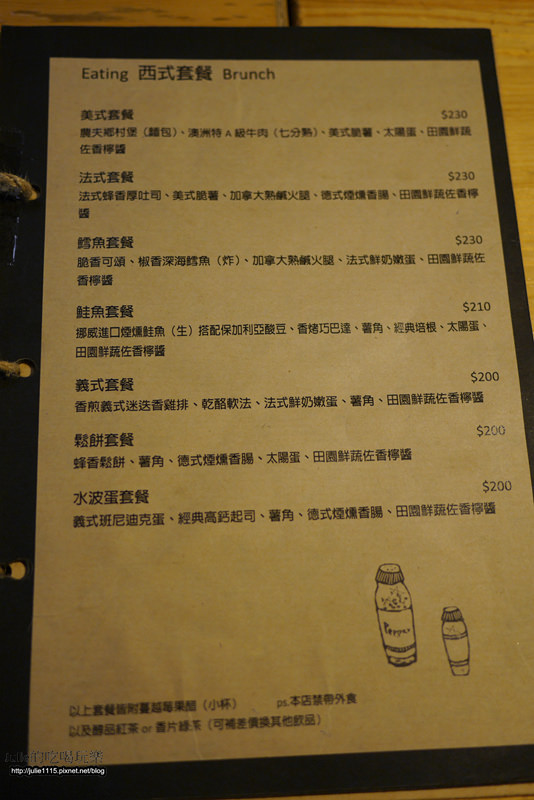 Eating 西式套餐 Brunch
美式套餐 $230
農夫鄉村堡（麵包）、澳洲特 A 級牛肉（七分熟）、美式脆薯、太陽蛋、田園鮮蔬
佐香檸醬
法式套餐 $230
法式蜂香厚吐司、美式脆薯、加拿大熟鹹火腿、德式煙燻香腸、田園鮮蔬佐香檸
醬
鱈魚套餐 $230
脆香可頌、椒香深海鱈魚（炸）、加拿大熟鹹火腿、法式鮮奶嫩蛋、田園鮮蔬佐
香檸醬
鮭魚套餐 $210
挪威進口煙燻鮭魚（生）搭配保加利亞酸豆、香烤巧巴達、薯角、經典培根、太陽蛋、
田園鮮蔬佐香檸醬
義式套餐 $200
香煎義式迷迭香雞排、乾酪軟法、法式鮮奶嫩蛋、薯角、田園鮮蔬佐香檸醬
鬆餅套餐 $200
蜂香鬆餅、薯角、德式煙燻香腸、太陽蛋、田園鮮蔬佐香檸醬
水波蛋套餐 $200
義式班尼迪克蛋、經典高鈣起司、薯角、德式煙燻香腸、田園鮮蔬佐香檸醬
Pepper
以上套餐皆附蔓越莓果醋（小杯） ps.本店禁帶外食
以及醇品紅茶 or 香片綠茶（可補差價換其他飲品）
Julie的吃喝玩樂
http://julie1115.pixnet.net/blog